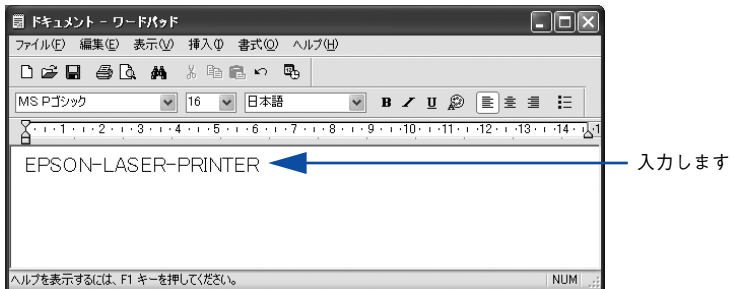 ドキュメント - ワードパッド
ファイル(F) 編集(E) 表示(V) 挿入(I) 書式(O) ヘルプ(H)
MS Pゴシック 16 日本語 B I U
1 2 3 4 5 6 7 8 9 10 11 12 13 14 1
EPSON-LASER-PRINTER
入力します
ヘルプを表示するには、F1 キーを押してください。 NUM